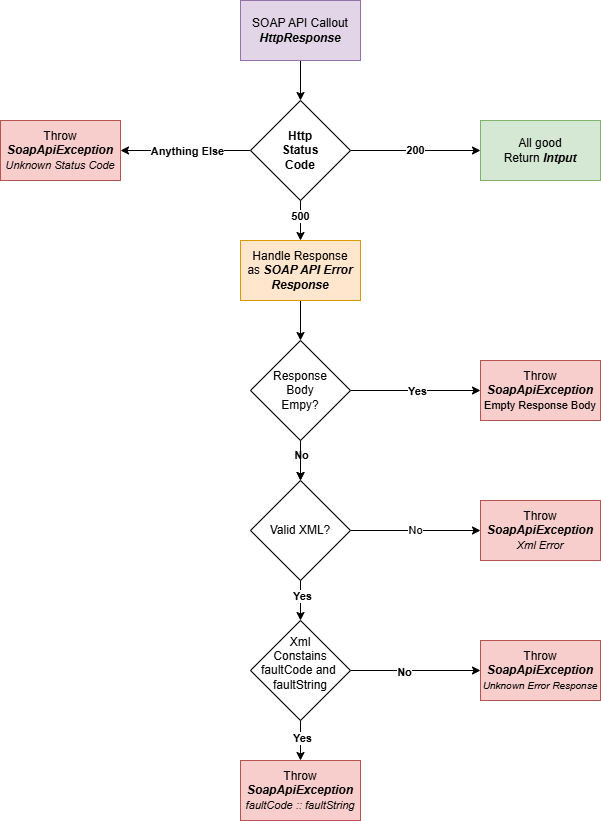 SOAP API Callout
HttpResponse
Throw
SoapApiException
Unknown Status Code
Anything Else
Http
Status
Code
200
All good
Return Intput
500
Handle Response
as SOAP API Error
Response
Response
Body
Empy?
Yes
Throw
SoapApiException
Empty Response Body
No
Valid XML?
No
Throw
SoapApiException
Xml Error
Yes
Xml
Constains
faultCode and
faultString
No
Throw
SoapApiException
Unknown Error Response
Yes
Throw
SoapApiException
faultCode :: faultString